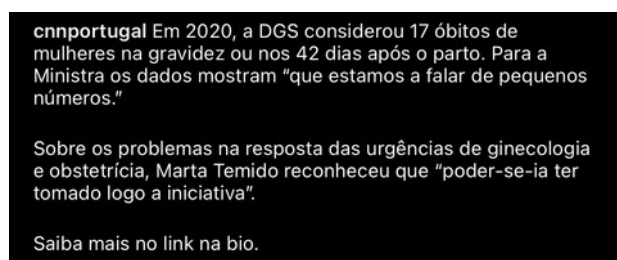 cnnportugal Em 2020, a DGS considerou 17 óbitos de
mulheres na gravidez ou nos 42 dias após o parto. Para a
Ministra os dados mostram “que estamos a falar de pequenos
números.”
Sobre os problemas na resposta das urgências de ginecologia
e obstetrícia, Marta Temido reconheceu que “poder-se-ia ter
tomado logo a iniciativa”.
Saiba mais no link na bio.